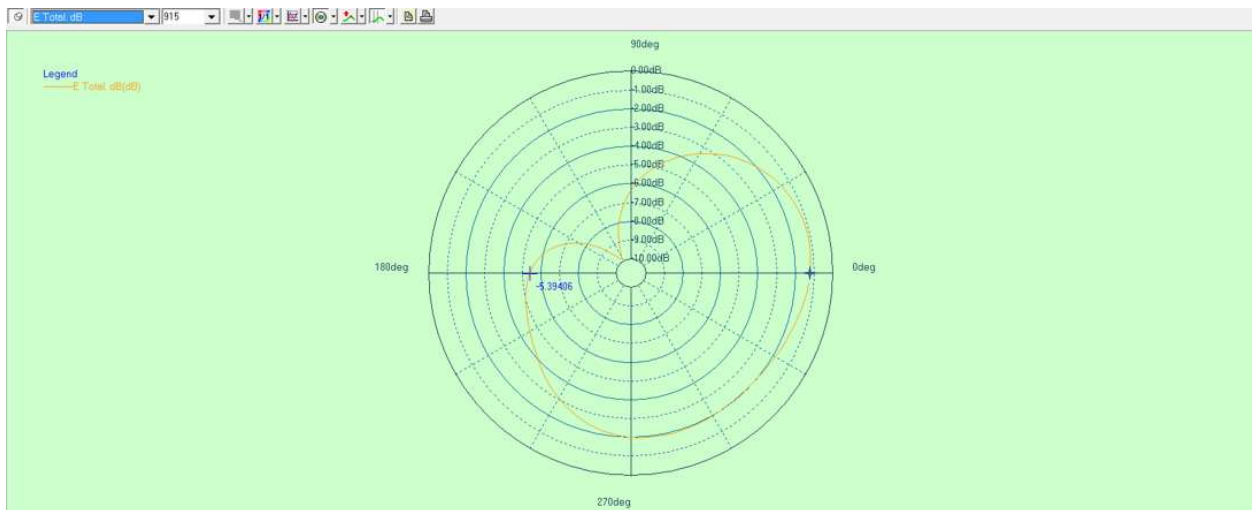 E Total. dB 915
90deg
Legend
E Total. dB(dB)
0.00dB
-1.00dB
-2.00dB
-3.00dB
-4.00dB
-5.00dB
-6.00dB
-7.00dB
-8.00dB
-9.00dB
-10.00dB
180deg
0deg
-5.39406
270deg